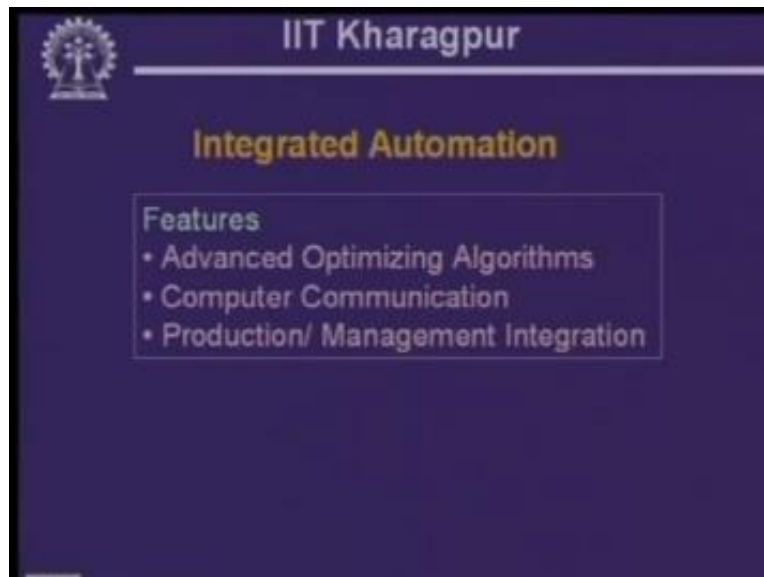 IIT Kharagpur
Integrated Automation
Features
• Advanced Optimizing Algorithms
• Computer Communication
• Production/ Management Integration